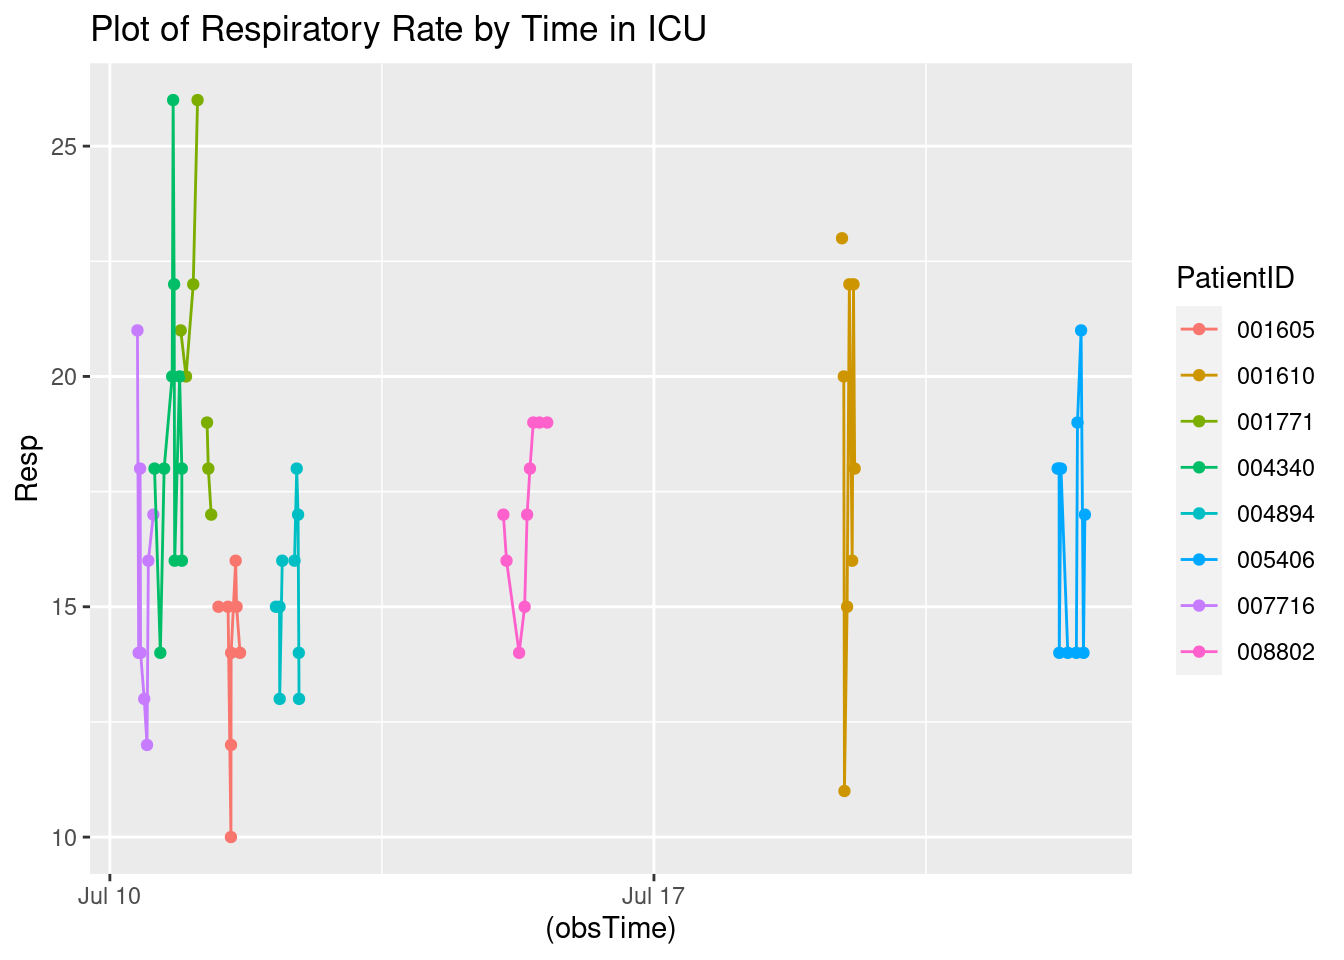 Plot of Respiratory Rate by Time in ICU
25
20
15
10
Resp
Jul 10
Jul 17
(obsTime)
PatientID
001605
001610
001771
004340
004894
005406
007716
008802